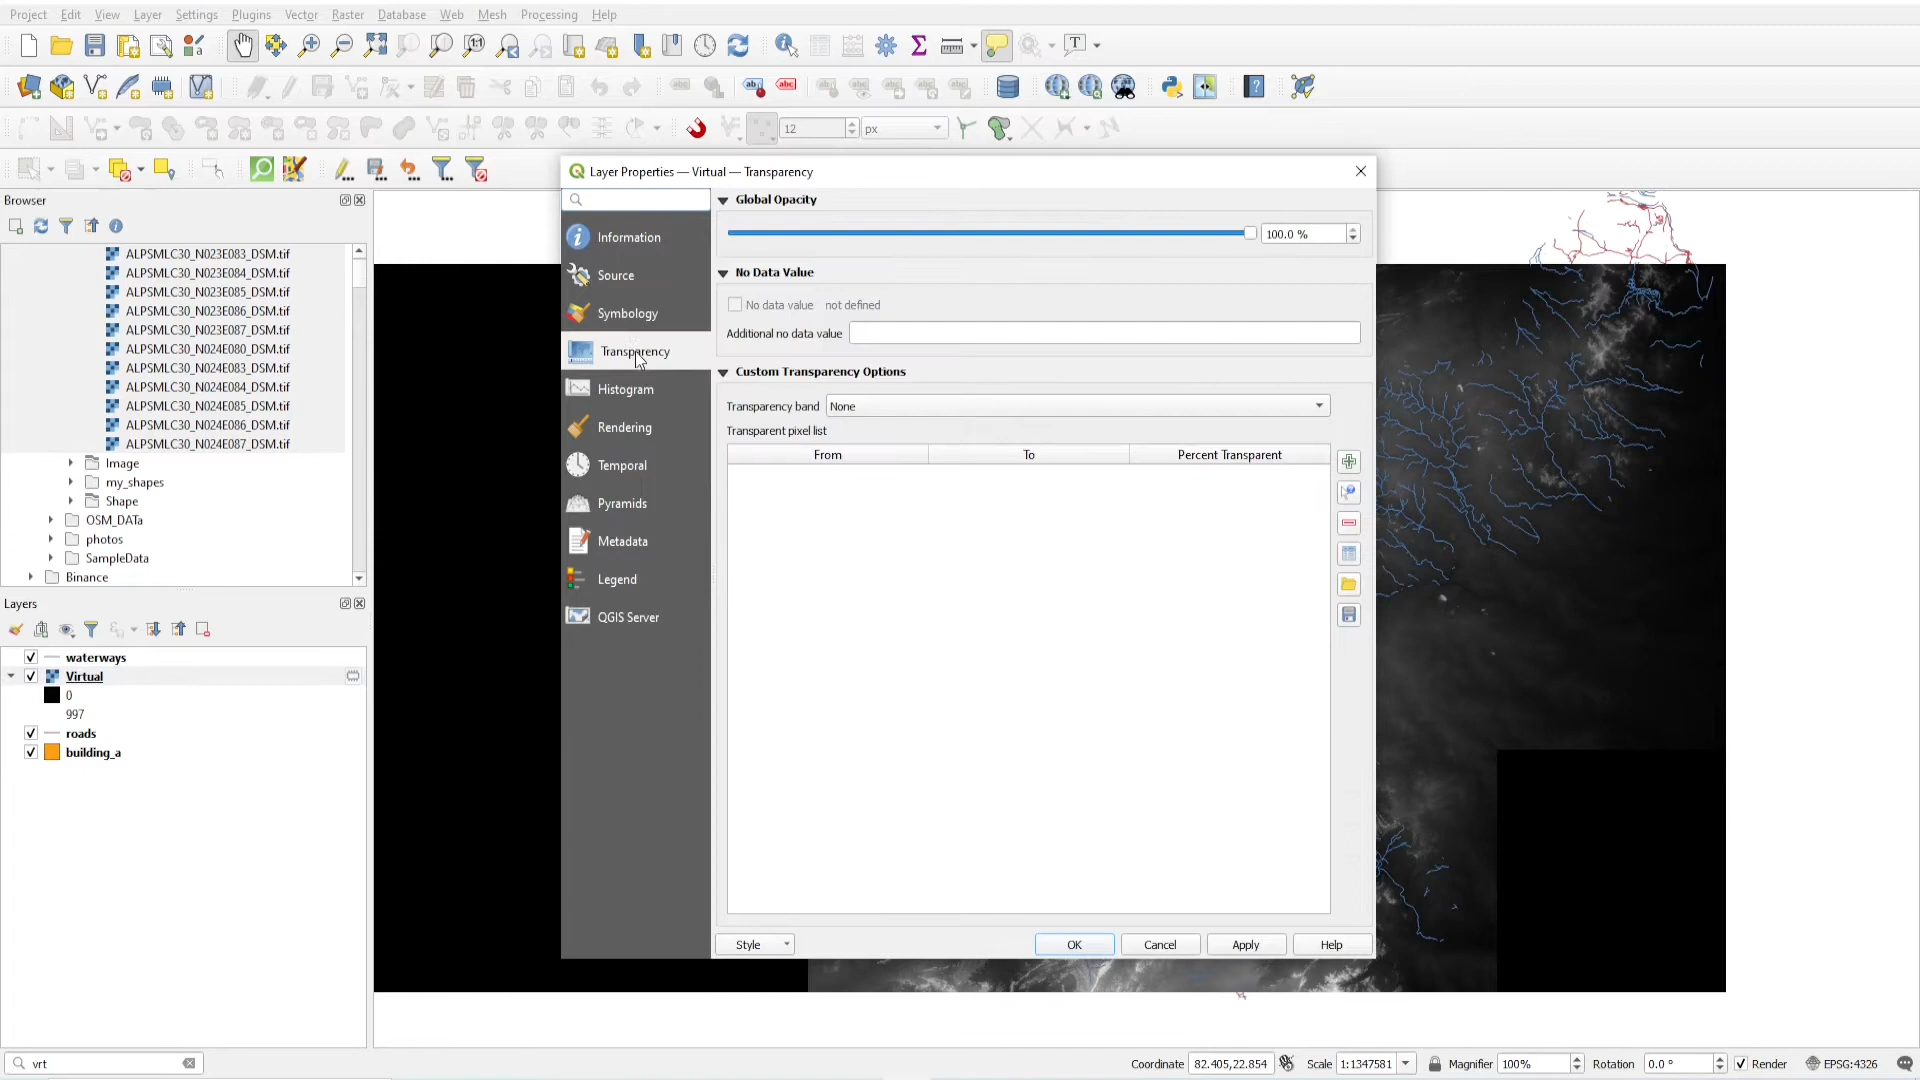 Project Edit View Layer Settings Plugins Vector Raster Database Web Mesh Processing Help
12 px
Browser
ALPSMLC30_N023E083_DSM.tif
ALPSMLC30_N023E084_DSM.tif
ALPSMLC30_N023E085_DSM.tif
ALPSMLC30_N023E086_DSM.tif
ALPSMLC30_N023E087_DSM.tif
ALPSMLC30_N024E080_DSM.tif
ALPSMLC30_N024E083_DSM.tif
ALPSMLC30_N024E084_DSM.tif
ALPSMLC30_N024E085_DSM.tif
ALPSMLC30_N024E086_DSM.tif
ALPSMLC30_N024E087_DSM.tif
Image
my_shapes
Shape
OSM_DATa
photos
SampleData
Binance
Layers
waterways
Virtual
0
997
roads
building_a
Layer Properties — Virtual — Transparency
Information
Source
Symbology
Transparency
Histogram
Rendering
Temporal
Pyramids
Metadata
Legend
QGIS Server
Global Opacity
100.0 %
No Data Value
No data value not defined
Additional no data value
Custom Transparency Options
Transparency band None
Transparent pixel list
From To Percent Transparent
Style OK Cancel Apply Help
vrt
Coordinate 82.405,22.854 Scale 1:1347581 Magnifier 100% Rotation 0.0 ° Render EPSG:4326